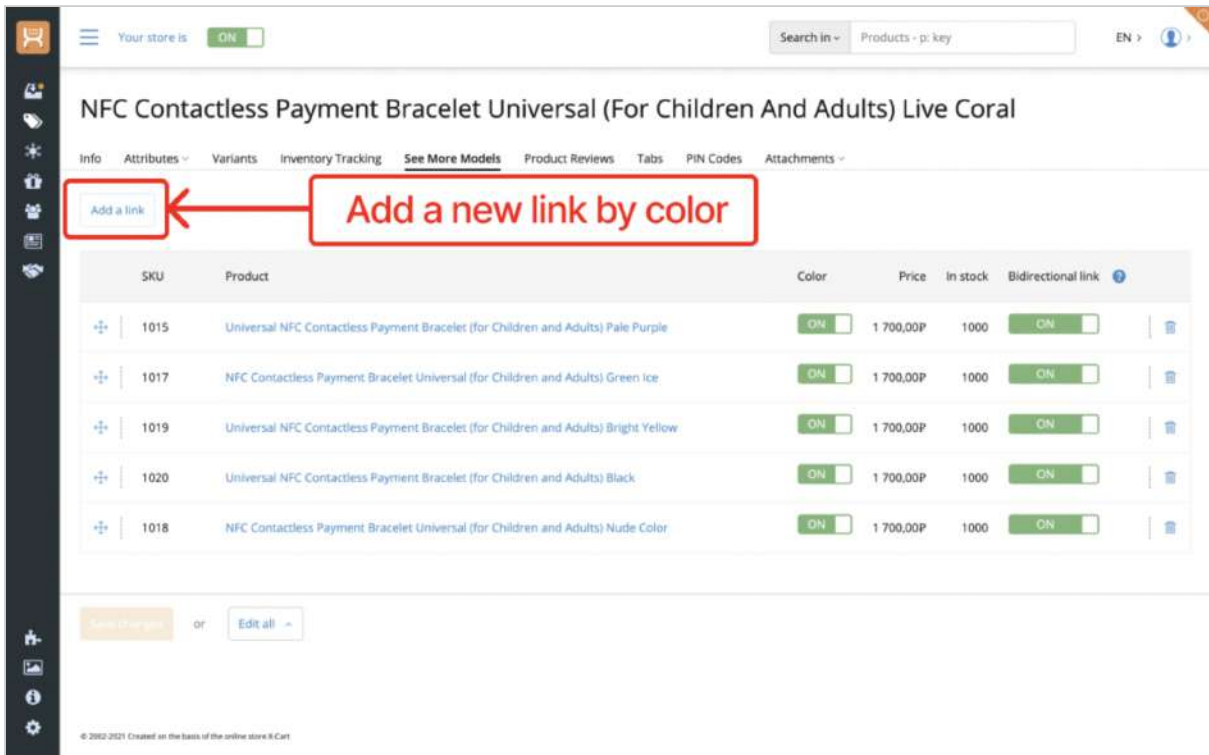 Your store is ON Search in Products - p: key EN
NFC Contactless Payment Bracelet Universal (For Children And Adults) Live Coral
Info Attributes Variants Inventory Tracking See More Models Product Reviews Tabs PIN Codes Attachments
Add a link Add a new link by color
SKU Product Color Price In stock Bidirectional link ?
1015 Universal NFC Contactless Payment Bracelet (for Children and Adults) Pale Purple ON 1 700,00₽ 1000 ON
1017 NFC Contactless Payment Bracelet Universal (for Children and Adults) Green Ice ON 1 700,00₽ 1000 ON
1019 Universal NFC Contactless Payment Bracelet (for Children and Adults) Bright Yellow ON 1 700,00₽ 1000 ON
1020 Universal NFC Contactless Payment Bracelet (for Children and Adults) Black ON 1 700,00₽ 1000 ON
1018 NFC Contactless Payment Bracelet Universal (for Children and Adults) Nude Color ON 1 700,00₽ 1000 ON
Save changes or Edit all
© 2002-2021 Created on the basis of the online store X-Cart